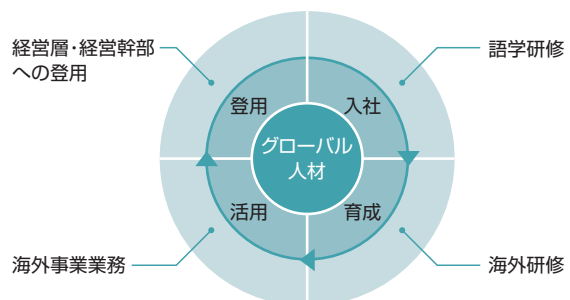 経営層・経営幹部
への登用
語学研修
登用
入社
グローバル
人材
活用
育成
海外事業業務
海外研修